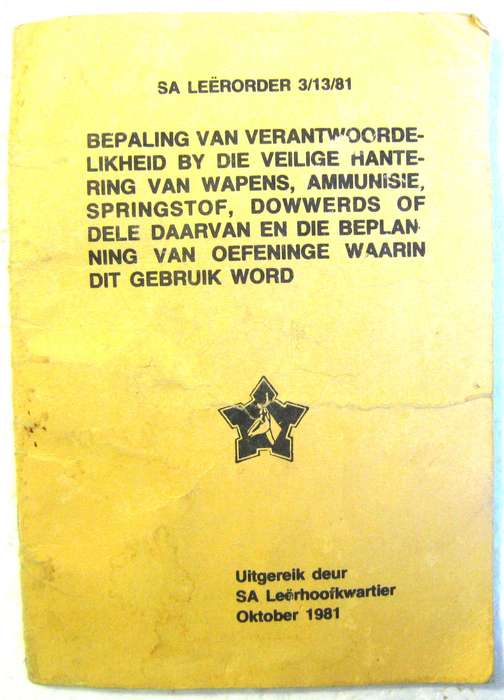 SA LEËRORDER 3/13/81
BEPALING VAN VERANTWOORDE-
LIKHEID BY DIE VEILIGE HANTE-
RING VAN WAPENS, AMMUNISIE,
SPRINGSTOF, DOWWERDS OF
DELE DAARVAN EN DIE BEPLAN-
NING VAN OEFENINGE WAARIN
DIT GEBRUIK WORD
Uitgereik deur
SA Leërhoofkwartier
Oktober 1981